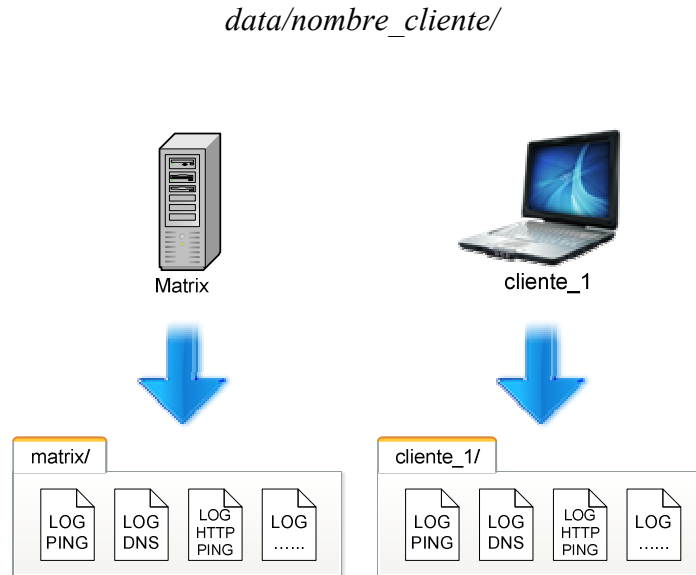 data/nombre_cliente/
Matrix
cliente_1
matrix/
cliente_1/
LOG
PING
LOG
DNS
LOG
HTTP
PING
LOG
......
LOG
PING
LOG
DNS
LOG
HTTP
PING
LOG
......